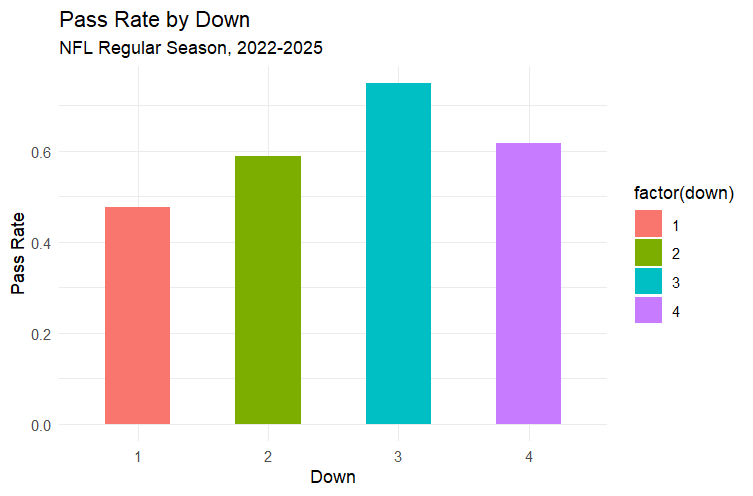 Pass Rate by Down
NFL Regular Season, 2022-2025
Pass Rate
0.6
0.4
0.2
0.0
1 2 3 4
Down
factor(down)
1
2
3
4